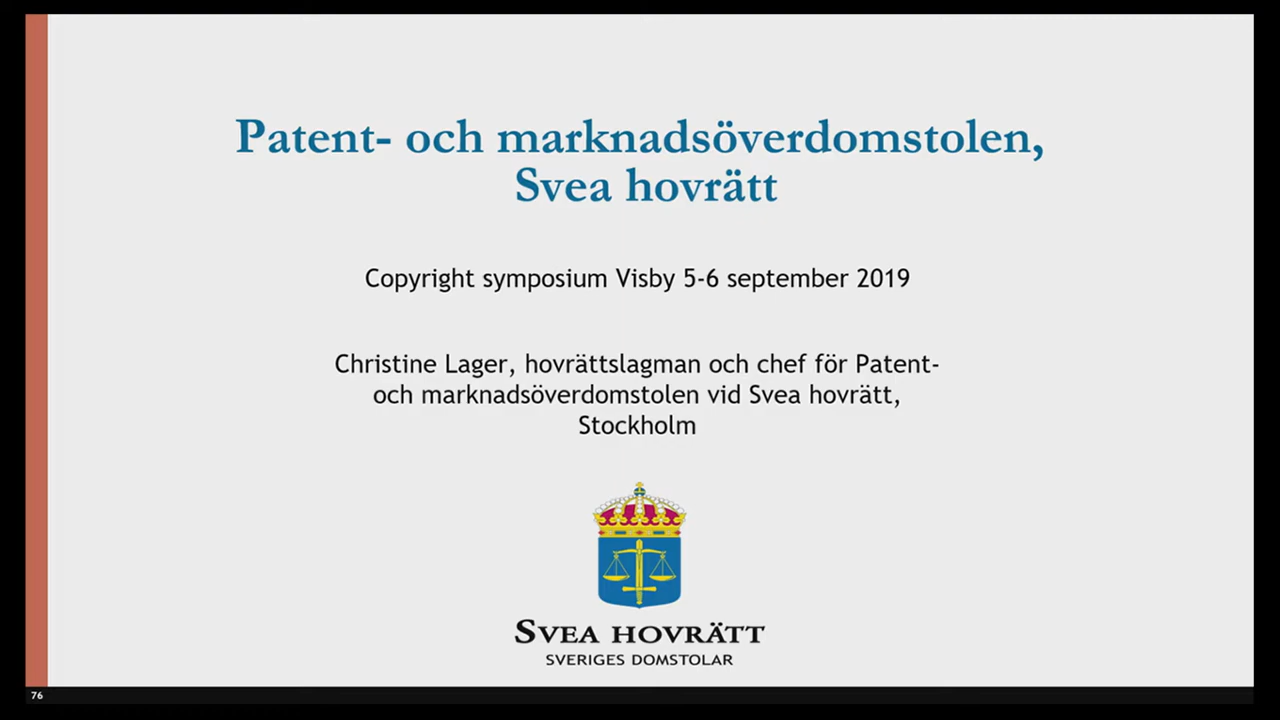 Patent- och marknadsöverdomstolen,
Svea hovrätt
Copyright symposium Visby 5-6 september 2019
Christine Lager, hovrättslagman och chef för Patent-
och marknadsöverdomstolen vid Svea hovrätt,
Stockholm
SVEA HOVRÄTT
SVERIGES DOMSTOLAR
76